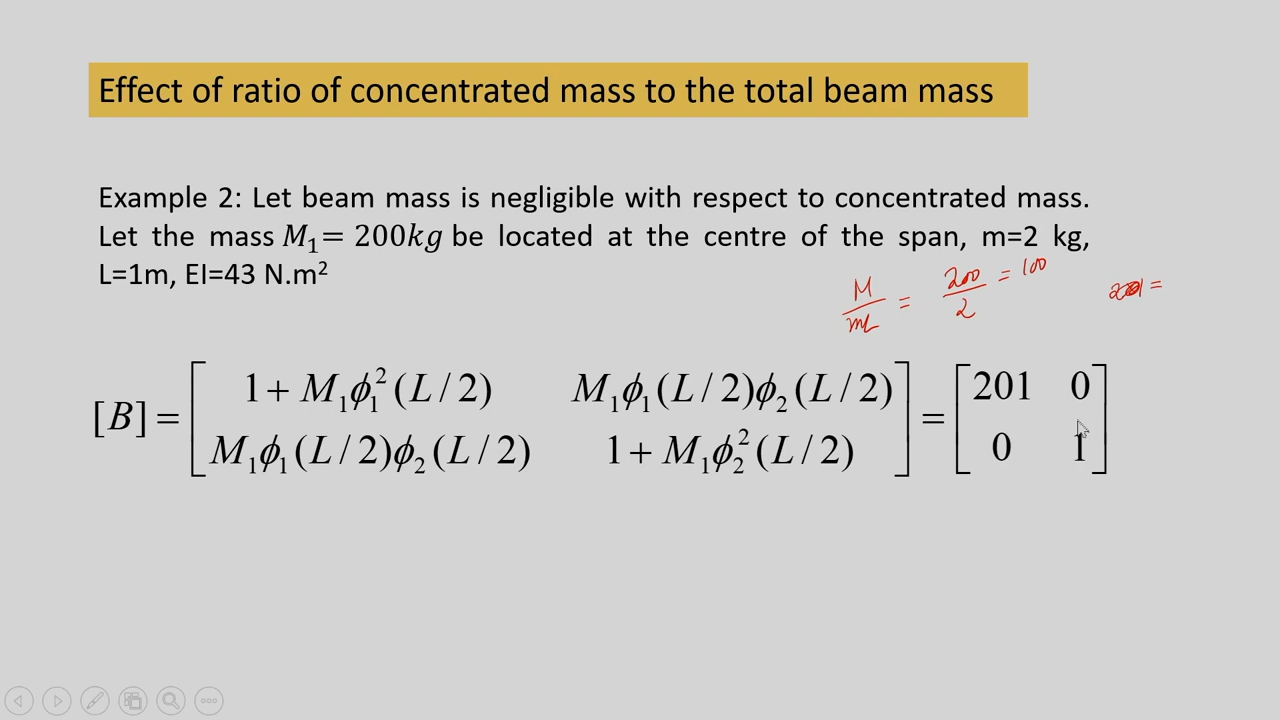 Effect of ratio of concentrated mass to the total beam mass
Example 2: Let beam mass is negligible with respect to concentrated mass.
Let the mass M₁= 200kg be located at the centre of the span, m=2 kg,
L=1m, EI=43 N.m²
M/mL = 200/2 = 100
[B] = [1 + M₁ϕ₁²(L/2) M₁ϕ₁(L/2)ϕ₂(L/2)] = [201 0]
[M₁ϕ₁(L/2)ϕ₂(L/2) 1 + M₁ϕ₂²(L/2)] [0 1]